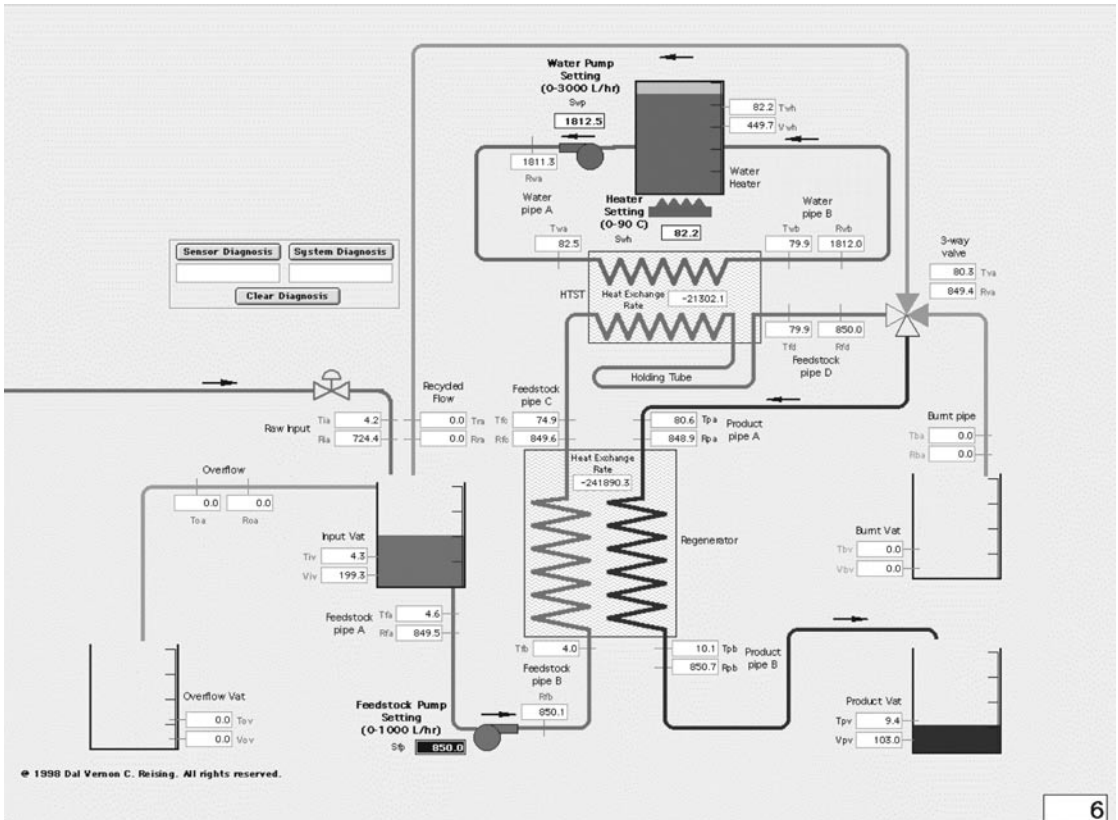 Water Pump
Setting
(0-3000 L/hr)
Swp
1812.5
82.2 Twh
449.7 Vwh
1811.3
Rwa
Water
Heater
Water
pipe A
Heater
Setting
(0-90 C)
Swh
82.2
Water
pipe B
Twa
82.5
Twb
79.9
Rwb
1812.0
3-way
valve
80.3 Tva
849.4 Rva
Sensor Diagnosis
System Diagnosis
Clear Diagnosis
HTST
Heat Exchange
Rate
-21302.1
79.9
Tfd
850.0
Rfd
Feedstock
pipe D
Holding Tube
Recycled
Flow
Feedstock
pipe C
Raw Input
Tia 4.2
Ria 724.4
0.0 Tra
0.0 Rra
Tfc 74.9
Rfc 849.6
80.6 Tpa
848.9 Rpa
Product
pipe A
Burnt pipe
Tba 0.0
Rba 0.0
Heat Exchange
Rate
-241890.3
Overflow
0.0
Toa
0.0
Roa
Input Vat
Tiv 4.3
Viv 199.3
Regenerator
Burnt Vat
Tbv 0.0
Vbv 0.0
Feedstock
pipe A
Tfa 4.6
Rfa 849.5
Tfb 4.0
Feedstock
pipe B
Rfb
850.1
10.1 Tpb
850.7 Rpb
Product
pipe B
Overflow Vat
0.0 Tov
0.0 Vov
Feedstock Pump
Setting
(0-1000 L/hr)
Sfp 850.0
Product Vat
Tpv 9.4
Vpv 103.0
@ 1998 Dal Vernon C. Reising. All rights reserved.
6